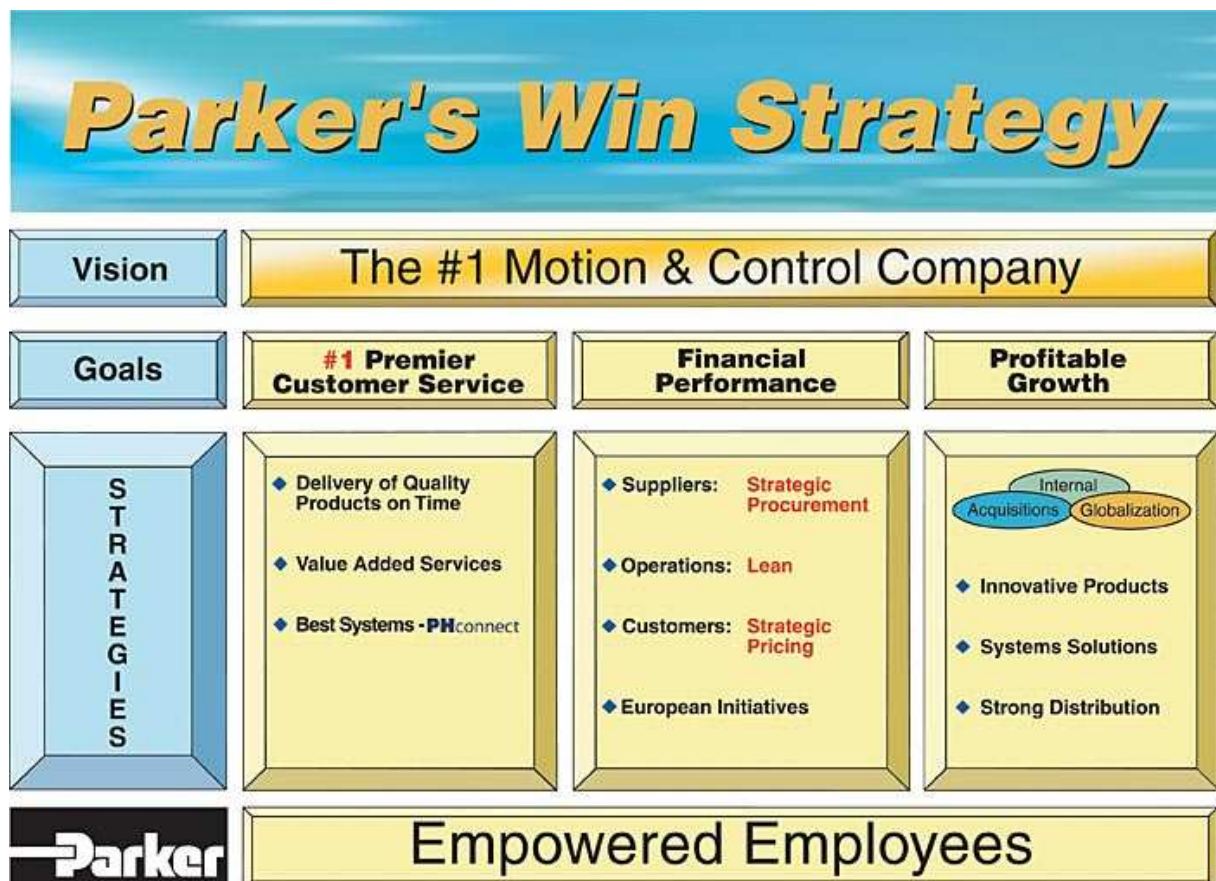 Parker's Win Strategy
Vision
The #1 Motion & Control Company
Goals
#1 Premier
Customer Service
Financial
Performance
Profitable
Growth
STRATEGIES
Delivery of Quality
Products on Time
Value Added Services
Best Systems - PHconnect
Suppliers: Strategic
Procurement
Operations: Lean
Customers: Strategic
Pricing
European Initiatives
Internal
Acquisitions Globalization
Innovative Products
Systems Solutions
Strong Distribution
Parker
Empowered Employees